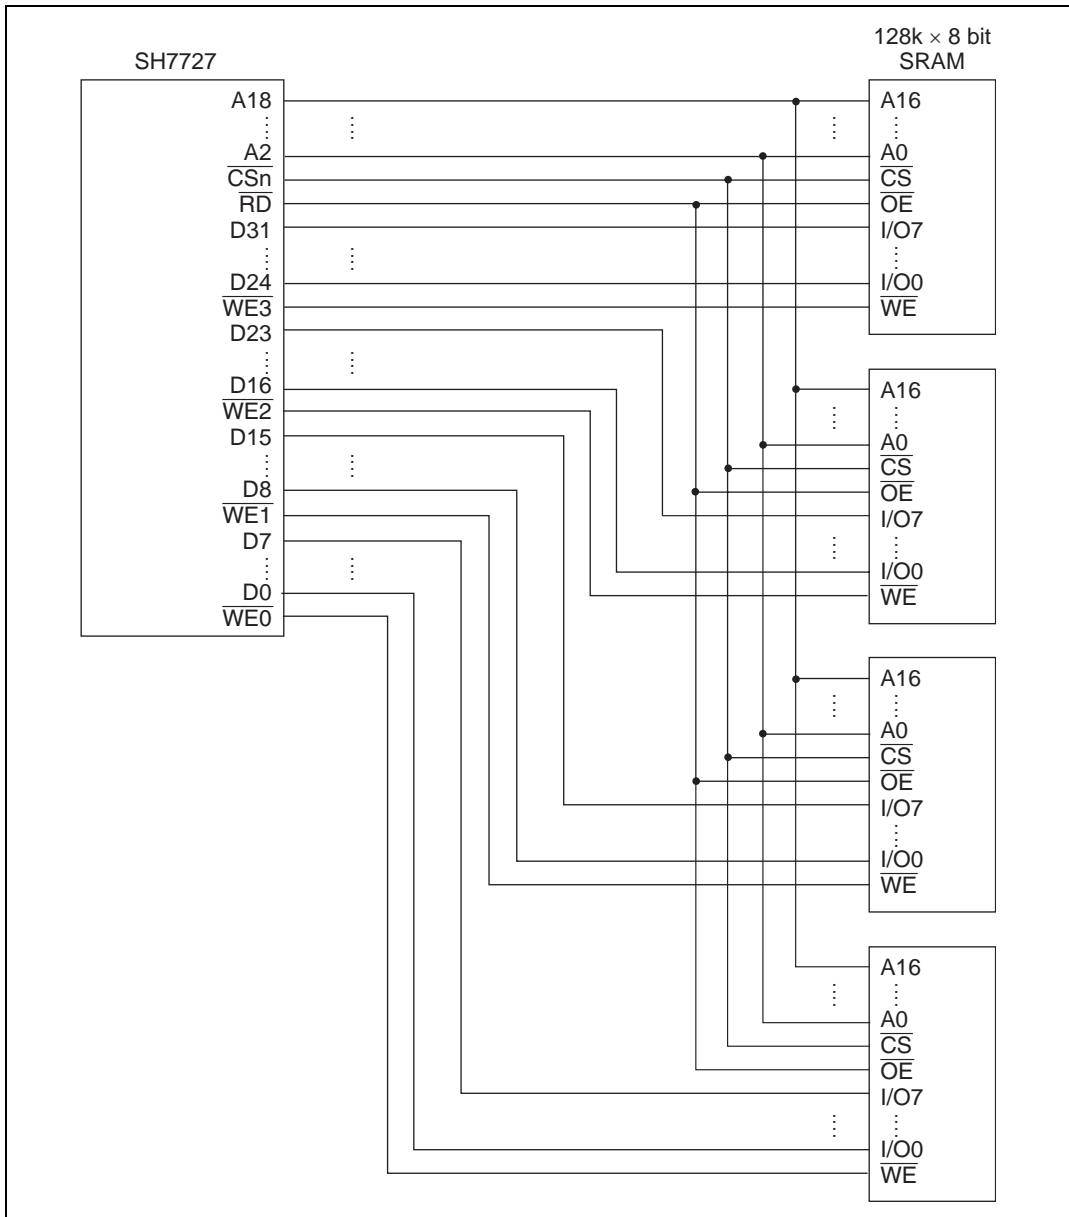 SH7727
A18
A2
CSn
RD
D31
D24
WE3
D23
D16
WE2
D15
D8
WE1
D7
D0
WE0
128k × 8 bit
SRAM
A16
A0
CS
OE
I/O7
I/O0
WE
A16
A0
CS
OE
I/O7
I/O0
WE
A16
A0
CS
OE
I/O7
I/O0
WE
A16
A0
CS
OE
I/O7
I/O0
WE